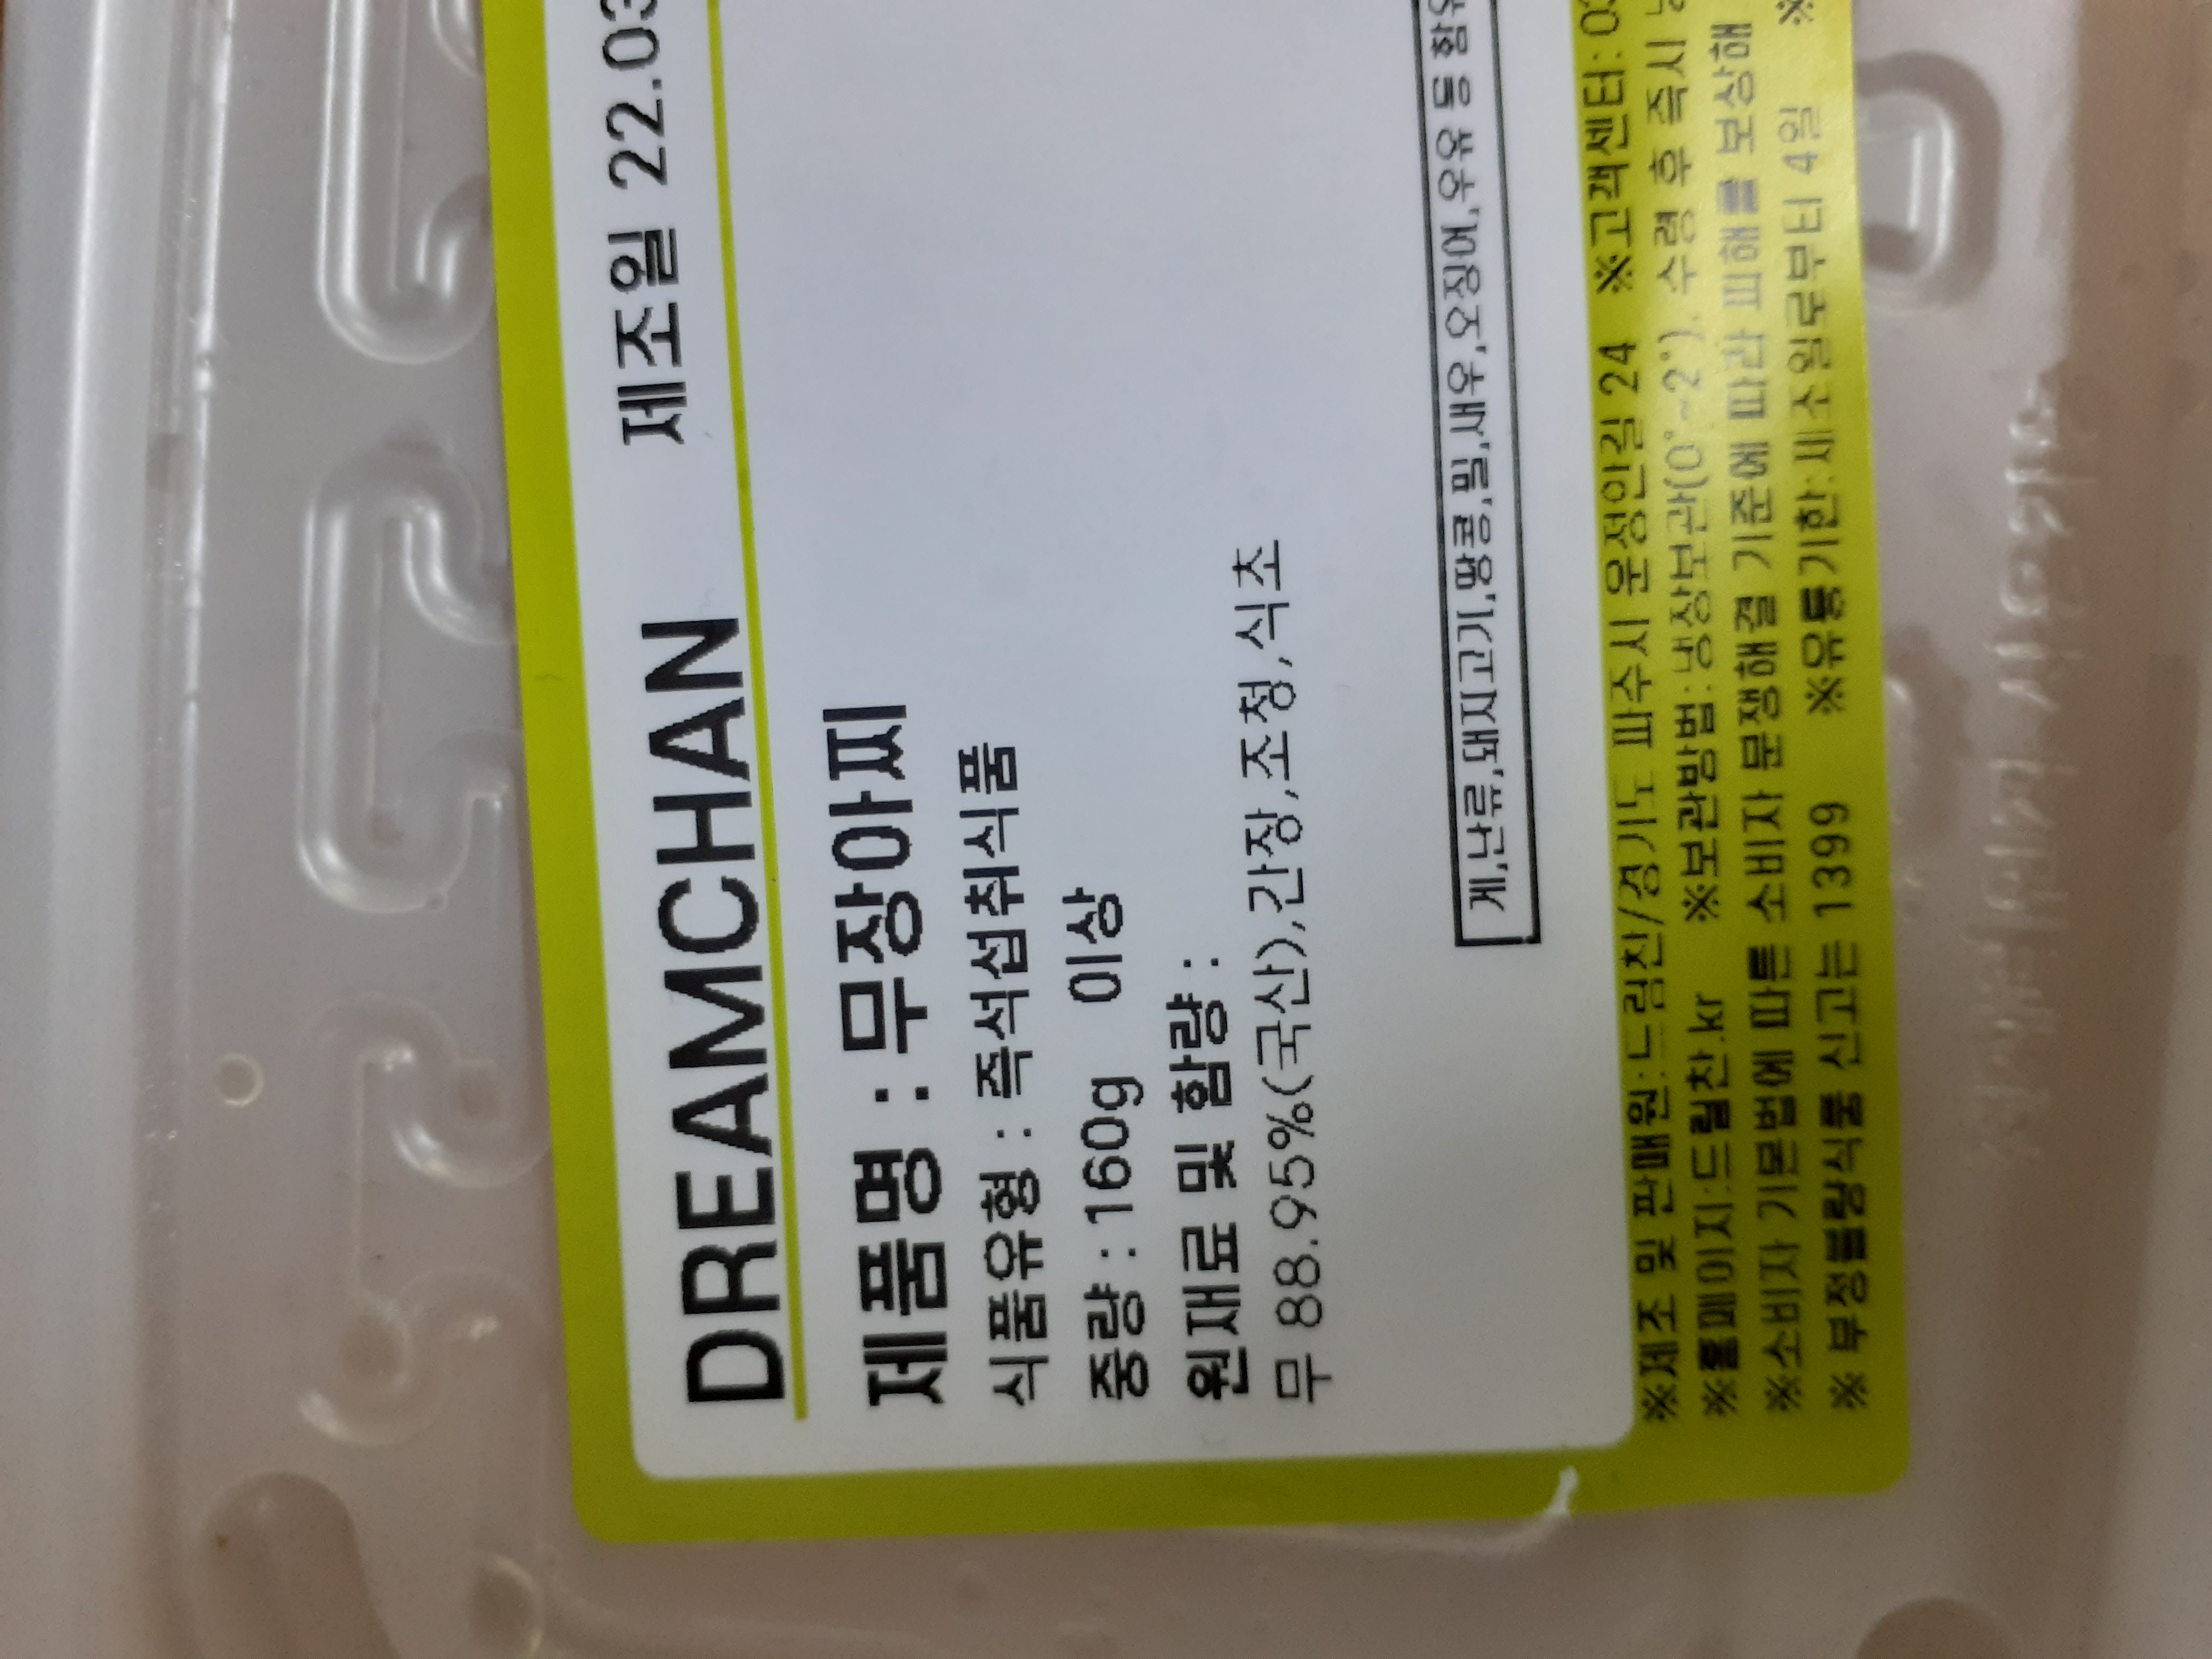 DREAMCHAN 제조일 22.03
제품명 : 무장아찌
식품유형 : 즉석섭취식품
중량 : 160g 이상
원재료 및 함량 :
무 88.95%(국산),간장,조청,식초
게,난류,돼지고기,땅콩,밀,새우,오징어,우유 등 함유
※제조 및 판매원:드림찬/경기도 파주시 운정안길 24 ※고객센터: 03
※홈페이지:드림찬.kr ※보관방법:냉장보관(0°~2°). 수령 후 즉시
※소비자 기본법에 따른 소비자 문쟁해결 기준에 따라 피해를 보상해
※ 부정불량식품 신고는 1399 ※유통기한:제조일로부터 4일 ※